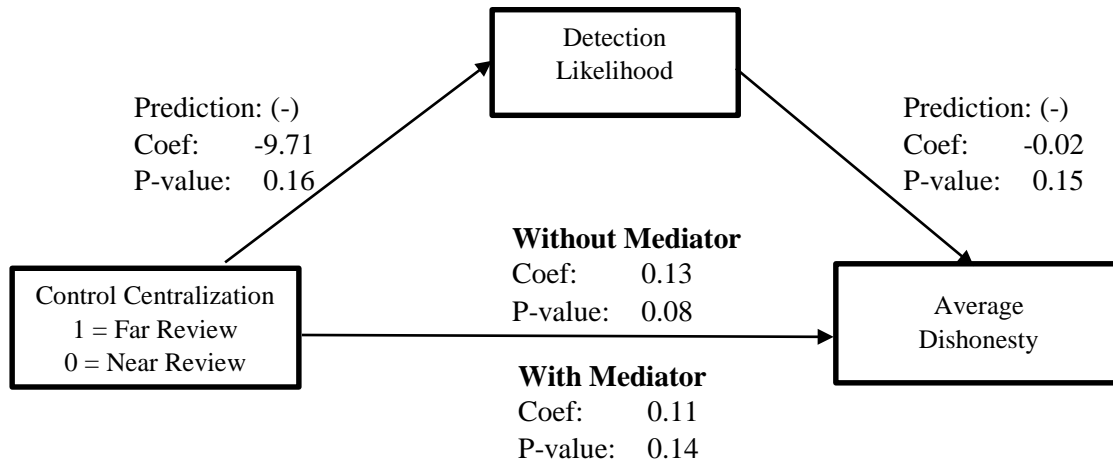 Detection
Likelihood
Prediction: (-)
Coef: -9.71
P-value: 0.16
Prediction: (-)
Coef: -0.02
P-value: 0.15
Without Mediator
Coef: 0.13
P-value: 0.08
Control Centralization
1 = Far Review
0 = Near Review
Average
Dishonesty
With Mediator
Coef: 0.11
P-value: 0.14